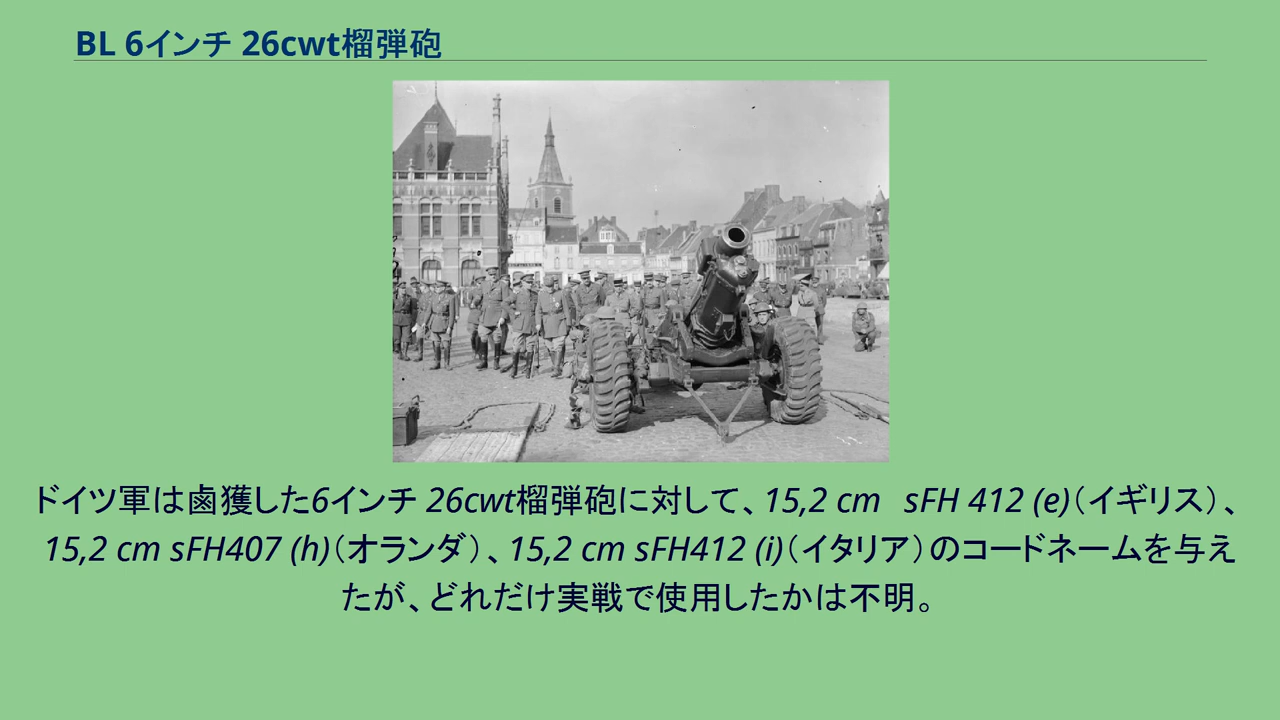 BL 6インチ 26cwt榴弾砲
ドイツ軍は鹵獲した6インチ 26cwt榴弾砲に対して、15,2 cm sFH 412 (e)（イギリス）、
15,2 cm sFH407 (h)（オランダ）、15,2 cm sFH412 (i)（イタリア）のコードネームを与え
たが、どれだけ実戦で使用したかは不明。